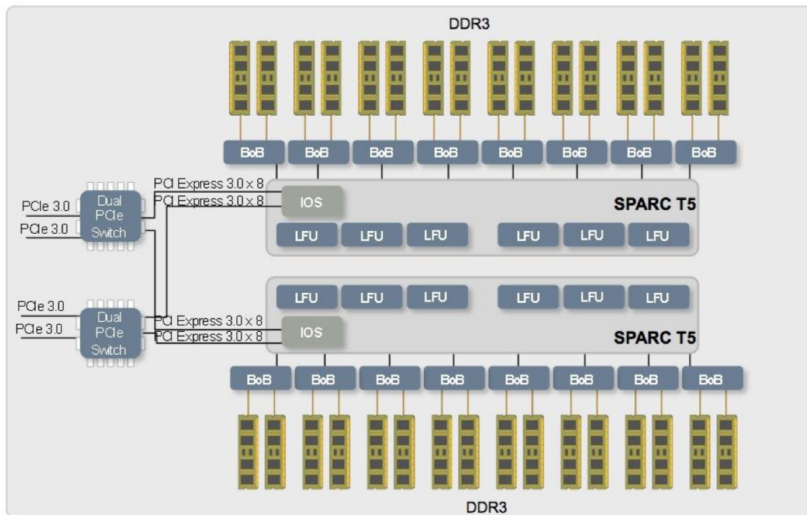 DDR3
BoB BoB BoB BoB BoB BoB BoB BoB
PCI Express 3.0 x 8
PCI Express 3.0 x 8
IOS
SPARC T5
Dual
PCIe
Switch
PCIe 3.0
PCIe 3.0
LFU LFU LFU LFU LFU LFU
LFU LFU LFU LFU LFU LFU
PCIe 3.0
PCIe 3.0
Dual
PCIe
Switch
PCI Express 3.0 x 8
PCI Express 3.0 x 8
IOS
SPARC T5
BoB BoB BoB BoB BoB BoB BoB BoB
DDR3